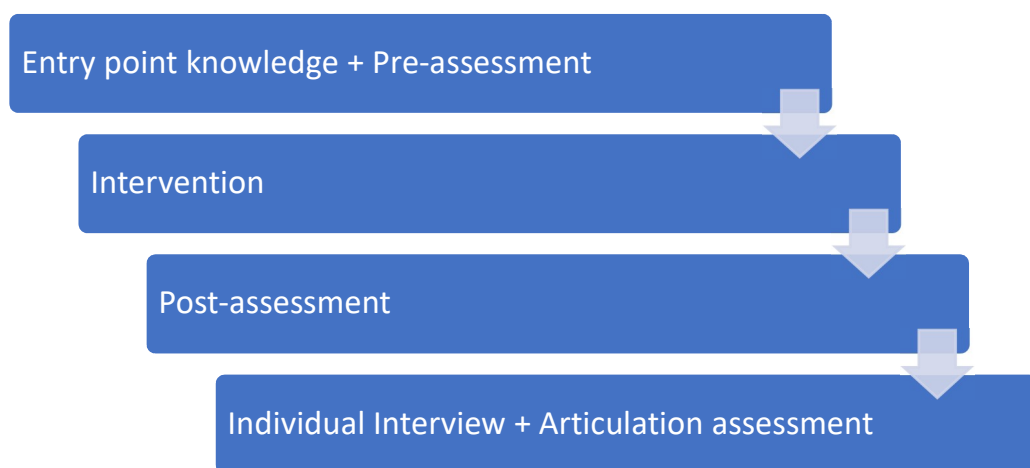 Entry point knowledge + Pre-assessment
Intervention
Post-assessment
Individual Interview + Articulation assessment